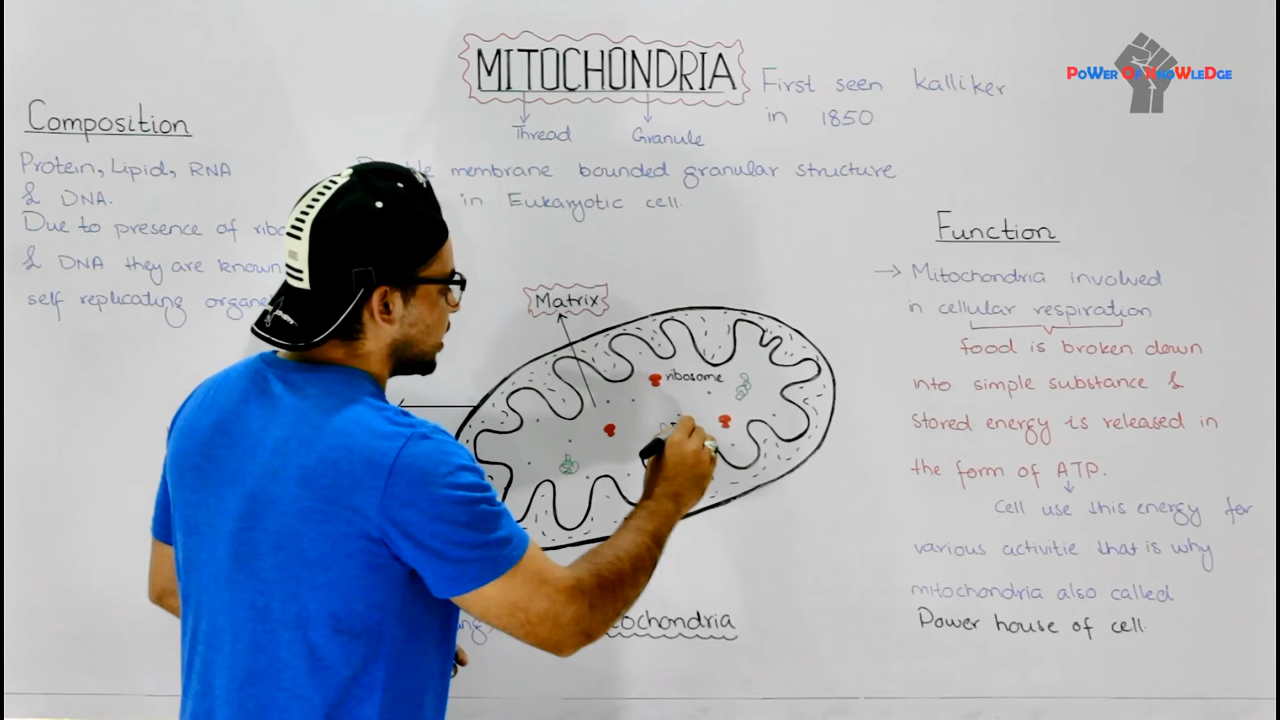 MITOCHONDRIA
PoWer Of KnoWleDge
First seen kalliker
in 1850
Thread Granule
membrane bounded granular structure
in Eukaryotic cell.
Composition
Protein, Lipid, RNA
& DNA.
Due to presence of
& DNA they are known
self replicating
Matrix
ribosome
Function
→ Mitochondria involved
in cellular respiration
food is broken down
into simple substance &
stored energy is released in
the form of ATP.
Cell use this energy for
various activitie that is why
mitochondria also called
Power house of cell.